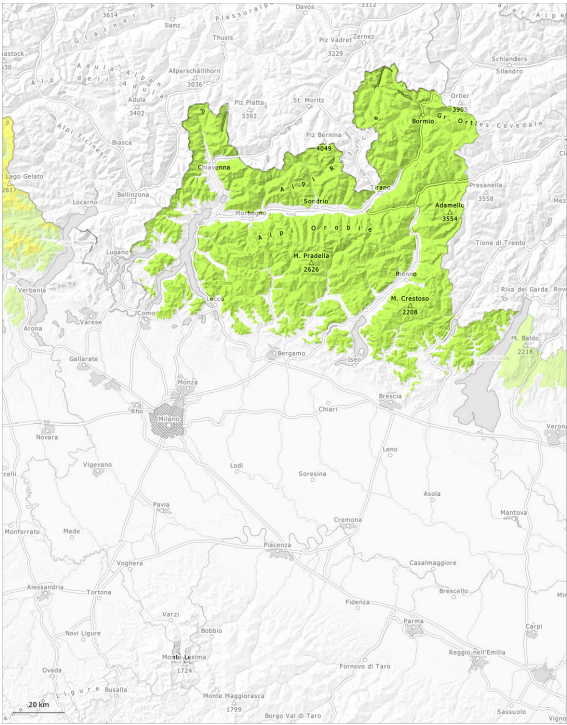 3614
Ilanz
Davos
3312
Thusis
Piz Vadret
3229
Zernez
Schlanders
Silandro
Alperschällihorn
3036
Adula
3402
Piz Platta
3392
St. Moritz
Ortler
3905
Biasca
Alpi Ticinesi
Piz Bernina
4049
Bormio
Chiavenna
Lago Gelato
2617
Locarno
Bellinzona
Tirano
Presanella
3558
Sondrio
Morbegno
Adamello
3554
Alpi Orobie
Lugano
Tione di Trento
M. Pradella
2626
Pienno
Verbania
Lecco
M. Crestoso
2208
Riva del Garda
Como
Varese
Arona
M. Baldo
2218
Gallarate
Bergamo
Iseo
Monza
Brescia
Rho
Milano
Chiari
Novara
Verona
Leno
Vigevano
Lodi
Soresina
Asola
Pavia
Mantova
Cremona
Monferrato
Mede
Piacenza
Voghera
Casalmaggiore
Alessandria
Tortona
Brescello
Fidenza
Varzi
Bobbio
Parma
Carpi
Novi Ligure
Monte Lesima
1724
Reggio nell'Emilia
Fornovo di Taro
Ovada
Busalla
Monte Maggiorasca
1799
20 km
Sassuolo
Borgo Val di Taro